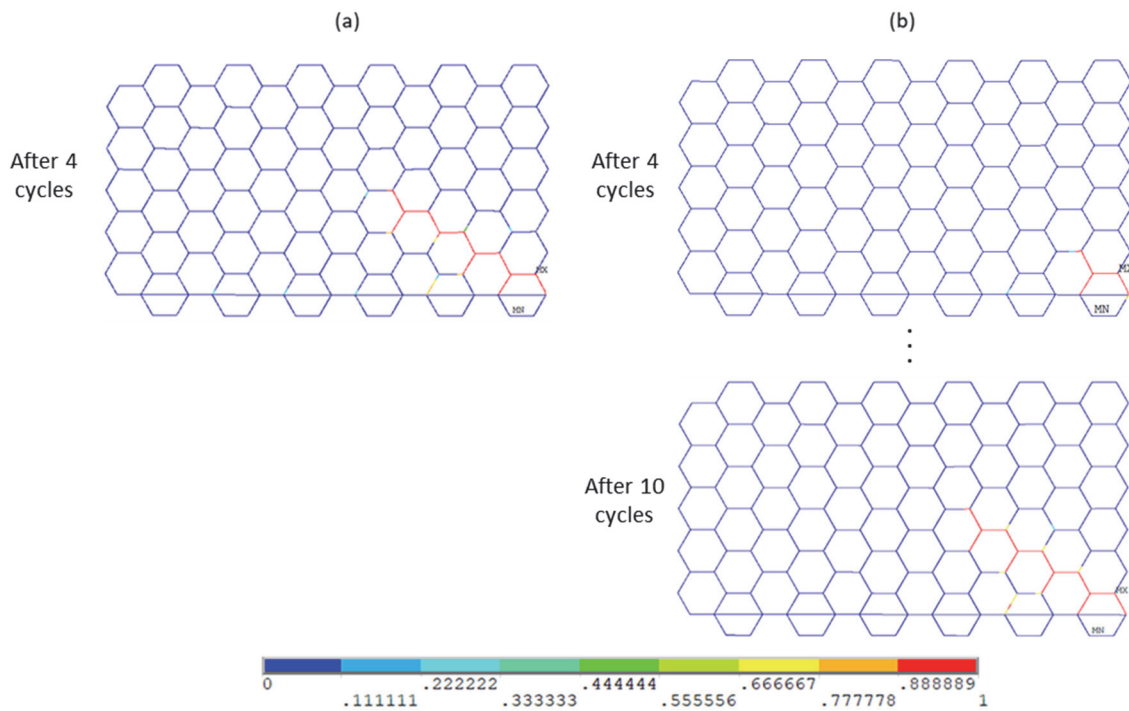 (a)
(b)
After 4
cycles
After 4
cycles
MX
MN
MX
MN
After 10
cycles
MX
MN
0 .222222 .444444 .666667 .888889
.111111 .333333 .555556 .777778 1